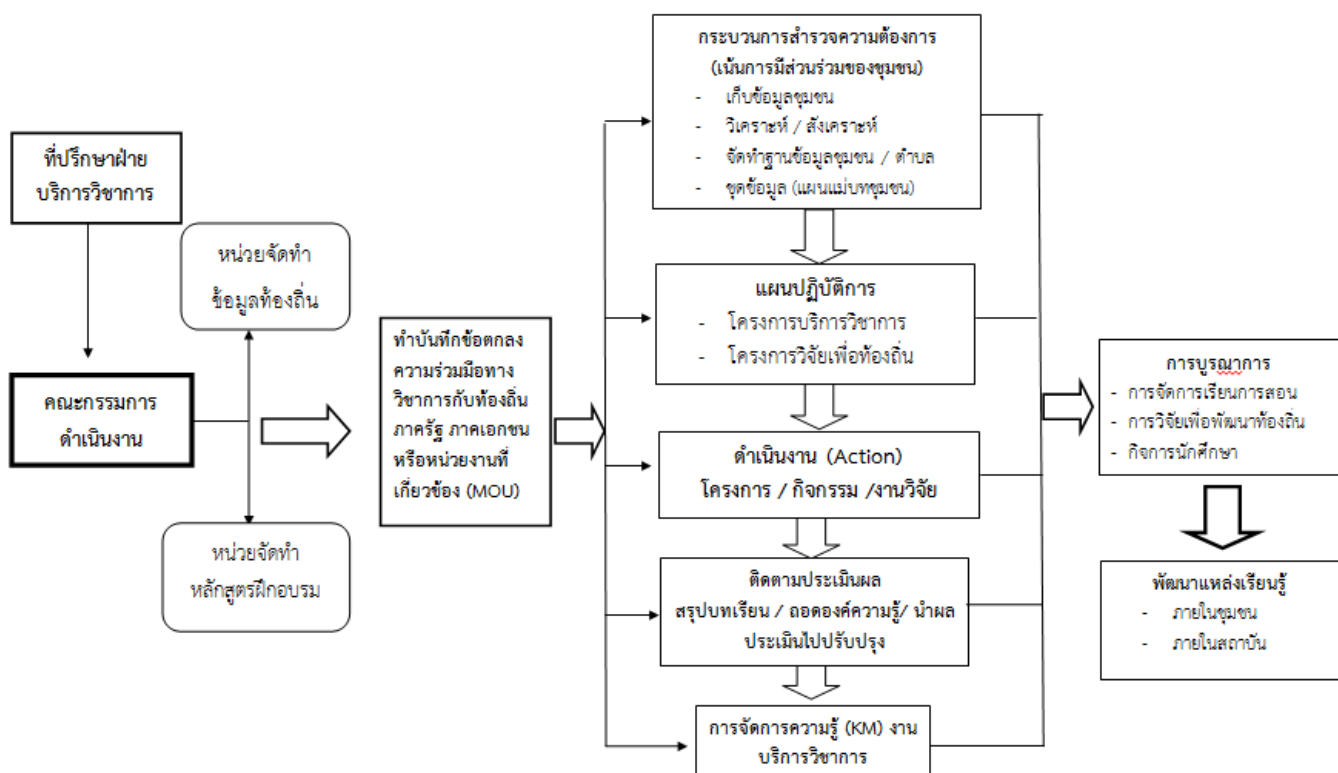 ที่ปรึกษาฝ่าย
บริการวิชาการ
คณะกรรมการ
ดำเนินงาน
หน่วยจัดทำ
ข้อมูลท้องถิ่น
หน่วยจัดทำ
หลักสูตรฝึกอบรม
ทำบันทึกข้อตกลง
ความร่วมมือทาง
วิชาการกับท้องถิ่น
ภาครัฐ ภาคเอกชน
หรือหน่วยงานที่
เกี่ยวข้อง (MOU)
กระบวนการสำรวจความต้องการ
(เน้นการมีส่วนร่วมของชุมชน)
- เก็บข้อมูลชุมชน
- วิเคราะห์ / สังเคราะห์
- จัดทำฐานข้อมูลชุมชน / ตำบล
- ชุดข้อมูล (แผนแม่บทชุมชน)
แผนปฏิบัติการ
- โครงการบริการวิชาการ
- โครงการวิจัยเพื่อท้องถิ่น
ดำเนินงาน (Action)
โครงการ / กิจกรรม /งานวิจัย
ติดตามประเมินผล
สรุปบทเรียน / ถอดองค์ความรู้/ นำผล
ประเมินไปปรับปรุง
การจัดการความรู้ (KM) งาน
บริการวิชาการ
การบูรณาการ
- การจัดการเรียนการสอน
- การวิจัยเพื่อพัฒนาท้องถิ่น
- กิจการนักศึกษา
พัฒนาแหล่งเรียนรู้
- ภายในชุมชน
- ภายในสถาบัน